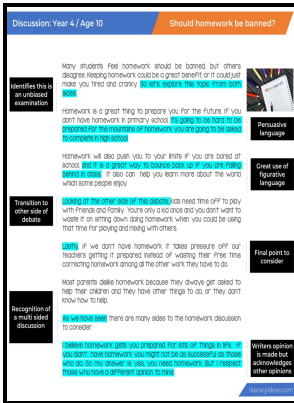 Discussion: Year 4 / Age 10
Should homework be banned?
Many students feel homework should be banned, but others
disagree. Keeping homework could be a great benefit or it could just
make you tired and cranky. So let's explore this topic from both
sides.
Identifies this is
an unbiased
examination
Homework is a great thing to prepare you for the future if you
don't have homework in primary school. It's going to be hard to be
prepared for the mountains of homework you are going to be asked
to complete in high school.
Persuasive
language
Homework will also push you to your limits if you are bored at
school, and it is a great way to bounce back up if you are falling
behind in class. It also can help you learn more about the world
which some people enjoy.
Great use of
figurative
language
Transition to
other side of
debate
Looking at the other side of this debate, kids need time off to play
with friends and family. You're only a kid once and you don't want to
waste it on sitting down doing homework when you could be using
that time for playing and mixing with others.
Lastly, if we don't have homework it takes pressure off our
teachers getting it prepared instead of wasting their free time
correcting homework among all the other work they have to do.
Final point to
consider
Most parents dislike homework because they always get asked to
help their children and they have other things to do, or they don't
know how to help.
Recognition of
a multi sided
discussion
As we have seen there are many sides to the homework discussion
to consider.
I believe homework gets you prepared for lots of things in life. If
you didn't have homework you might not be as successful as those
who do. So my answer is yes, you need homework. But I respect
those who have a different opinion to mine.
Writers opinion
is made but
acknowledges
other opinions
literacyideas.com